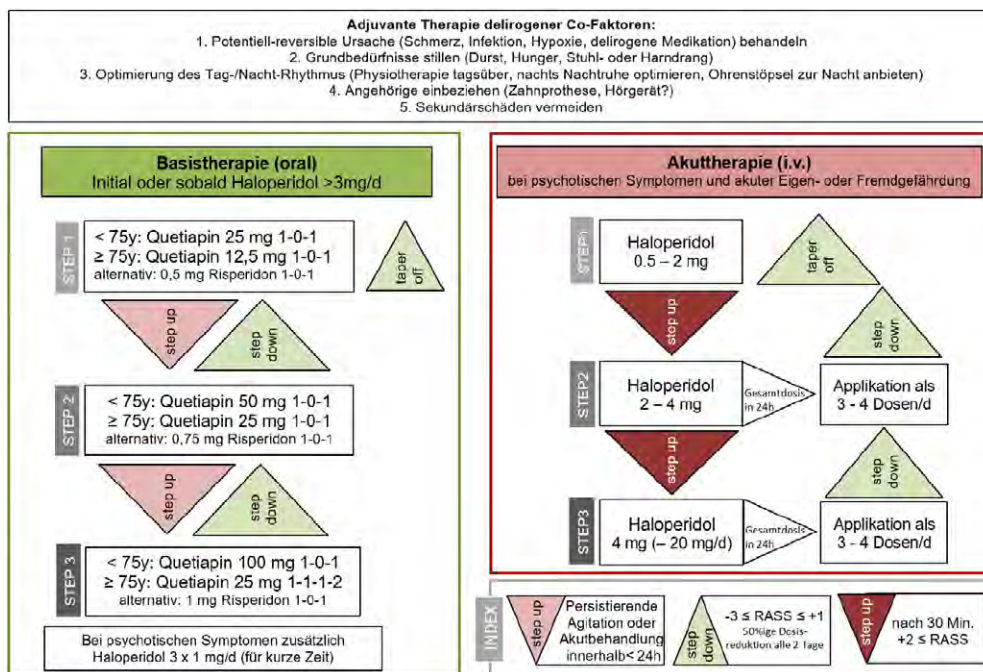 Adjuvante Therapie delirogener Co-Faktoren:
1. Potentiell-reversible Ursache (Schmerz, Infektion, Hypoxie, delirogene Medikation) behandeln
2. Grundbedürfnisse stillen (Durst, Hunger, Stuhl- oder Harndrang)
3. Optimierung des Tag-/Nacht-Rhythmus (Physiotherapie tagsüber, nachts Nachtruhe optimieren, Ohrenstöpsel zur Nacht anbieten)
4. Angehörige einbeziehen (Zahnprothese, Hörgerät?)
5. Sekundärschäden vermeiden
Basistherapie (oral)
Initial oder sobald Haloperidol >3mg/d
STEP 1
< 75y: Quetiapin 25 mg 1-0-1
≥ 75y: Quetiapin 12,5 mg 1-0-1
alternativ: 0,5 mg Risperidon 1-0-1
taper off
step up
step down
STEP 2
< 75y: Quetiapin 50 mg 1-0-1
≥ 75y: Quetiapin 25 mg 1-0-1
alternativ: 0,75 mg Risperidon 1-0-1
step up
step down
STEP 3
< 75y: Quetiapin 100 mg 1-0-1
≥ 75y: Quetiapin 25 mg 1-1-1-2
alternativ: 1 mg Risperidon 1-0-1
Bei psychotischen Symptomen zusätzlich
Haloperidol 3 x 1 mg/d (für kurze Zeit)
Akuttherapie (i.v.)
bei psychotischen Symptomen und akuter Eigen- oder Fremdgefährdung
STEP1
Haloperidol
0.5 – 2 mg
taper off
step up
step down
STEP2
Haloperidol
2 – 4 mg
Gesamtdosis
in 24h
Applikation als
3 - 4 Dosen/d
step up
step down
STEP3
Haloperidol
4 mg (– 20 mg/d)
Gesamtdosis
in 24h
Applikation als
3 - 4 Dosen/d
INDEX
step up
Persistierende
Agitation oder
Akutbehandlung
innerhalb< 24h
step down
-3 ≤ RASS ≤ +1
50%ige Dosis-
reduktion alle 2 Tage
step up
nach 30 Min.
+2 ≤ RASS